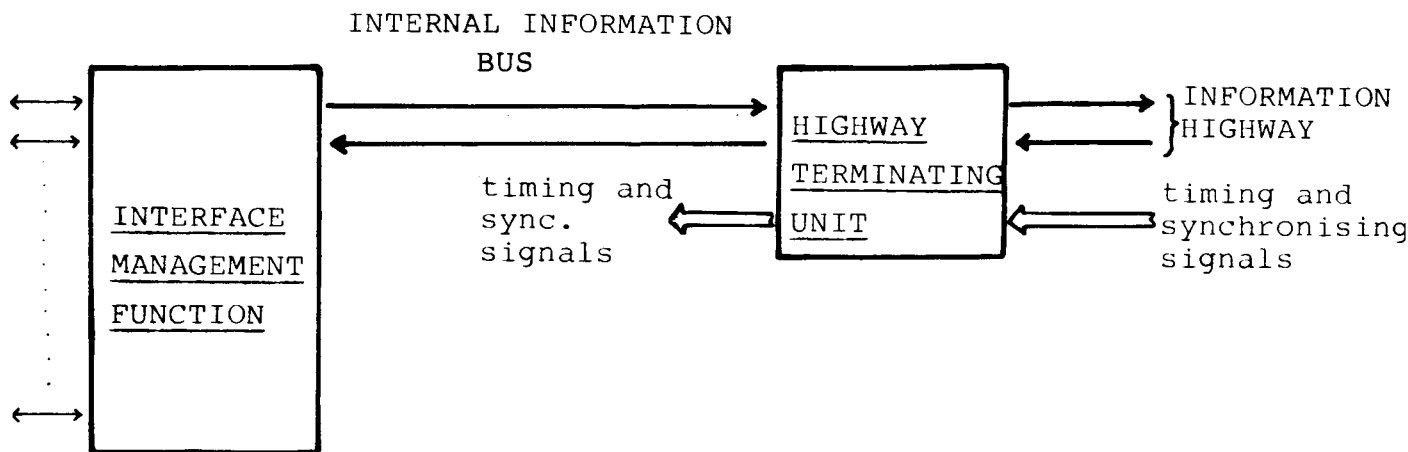 INTERNAL INFORMATION
BUS
INTERFACE
MANAGEMENT
FUNCTION
timing and
sync.
signals
HIGHWAY
TERMINATING
UNIT
INFORMATION
HIGHWAY
timing and
synchronising
signals